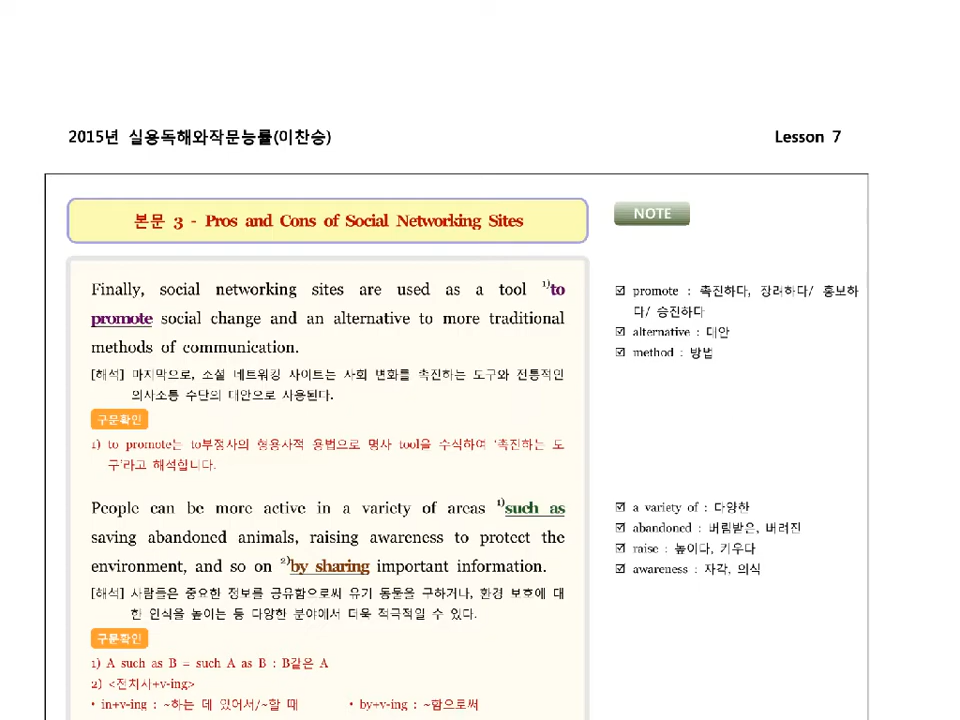 2015년 실용독해와작문능률(이찬승)
Lesson 7
본문 3 - Pros and Cons of Social Networking Sites
NOTE
Finally, social networking sites are used as a tool 1)to
promote social change and an alternative to more traditional
methods of communication.
[해석] 마지막으로, 소셜 네트워킹 사이트는 사회 변화를 촉진하는 도구와 전통적인
의사소통 수단의 대안으로 사용된다.
구문확인
1) to promote는 to부정사의 형용사적 용법으로 명사 tool을 수식하여 ‘촉진하는 도
구’라고 해석합니다.
☑ promote : 촉진하다, 장려하다/ 홍보하
다/ 승진하다
☑ alternative : 대안
☑ method : 방법
People can be more active in a variety of areas 1)such as
saving abandoned animals, raising awareness to protect the
environment, and so on 2)by sharing important information.
[해석] 사람들은 중요한 정보를 공유함으로써 유기 동물을 구하거나, 환경 보호에 대
한 인식을 높이는 등 다양한 분야에서 더욱 적극적일 수 있다.
구문확인
1) A such as B = such A as B : B같은 A
2) <전치사+v-ing>
• in+v-ing : ~하는 데 있어서/~할 때 • by+v-ing : ~함으로써
☑ a variety of : 다양한
☑ abandoned : 버림받은, 버려진
☑ raise : 높이다, 키우다
☑ awareness : 자각, 의식